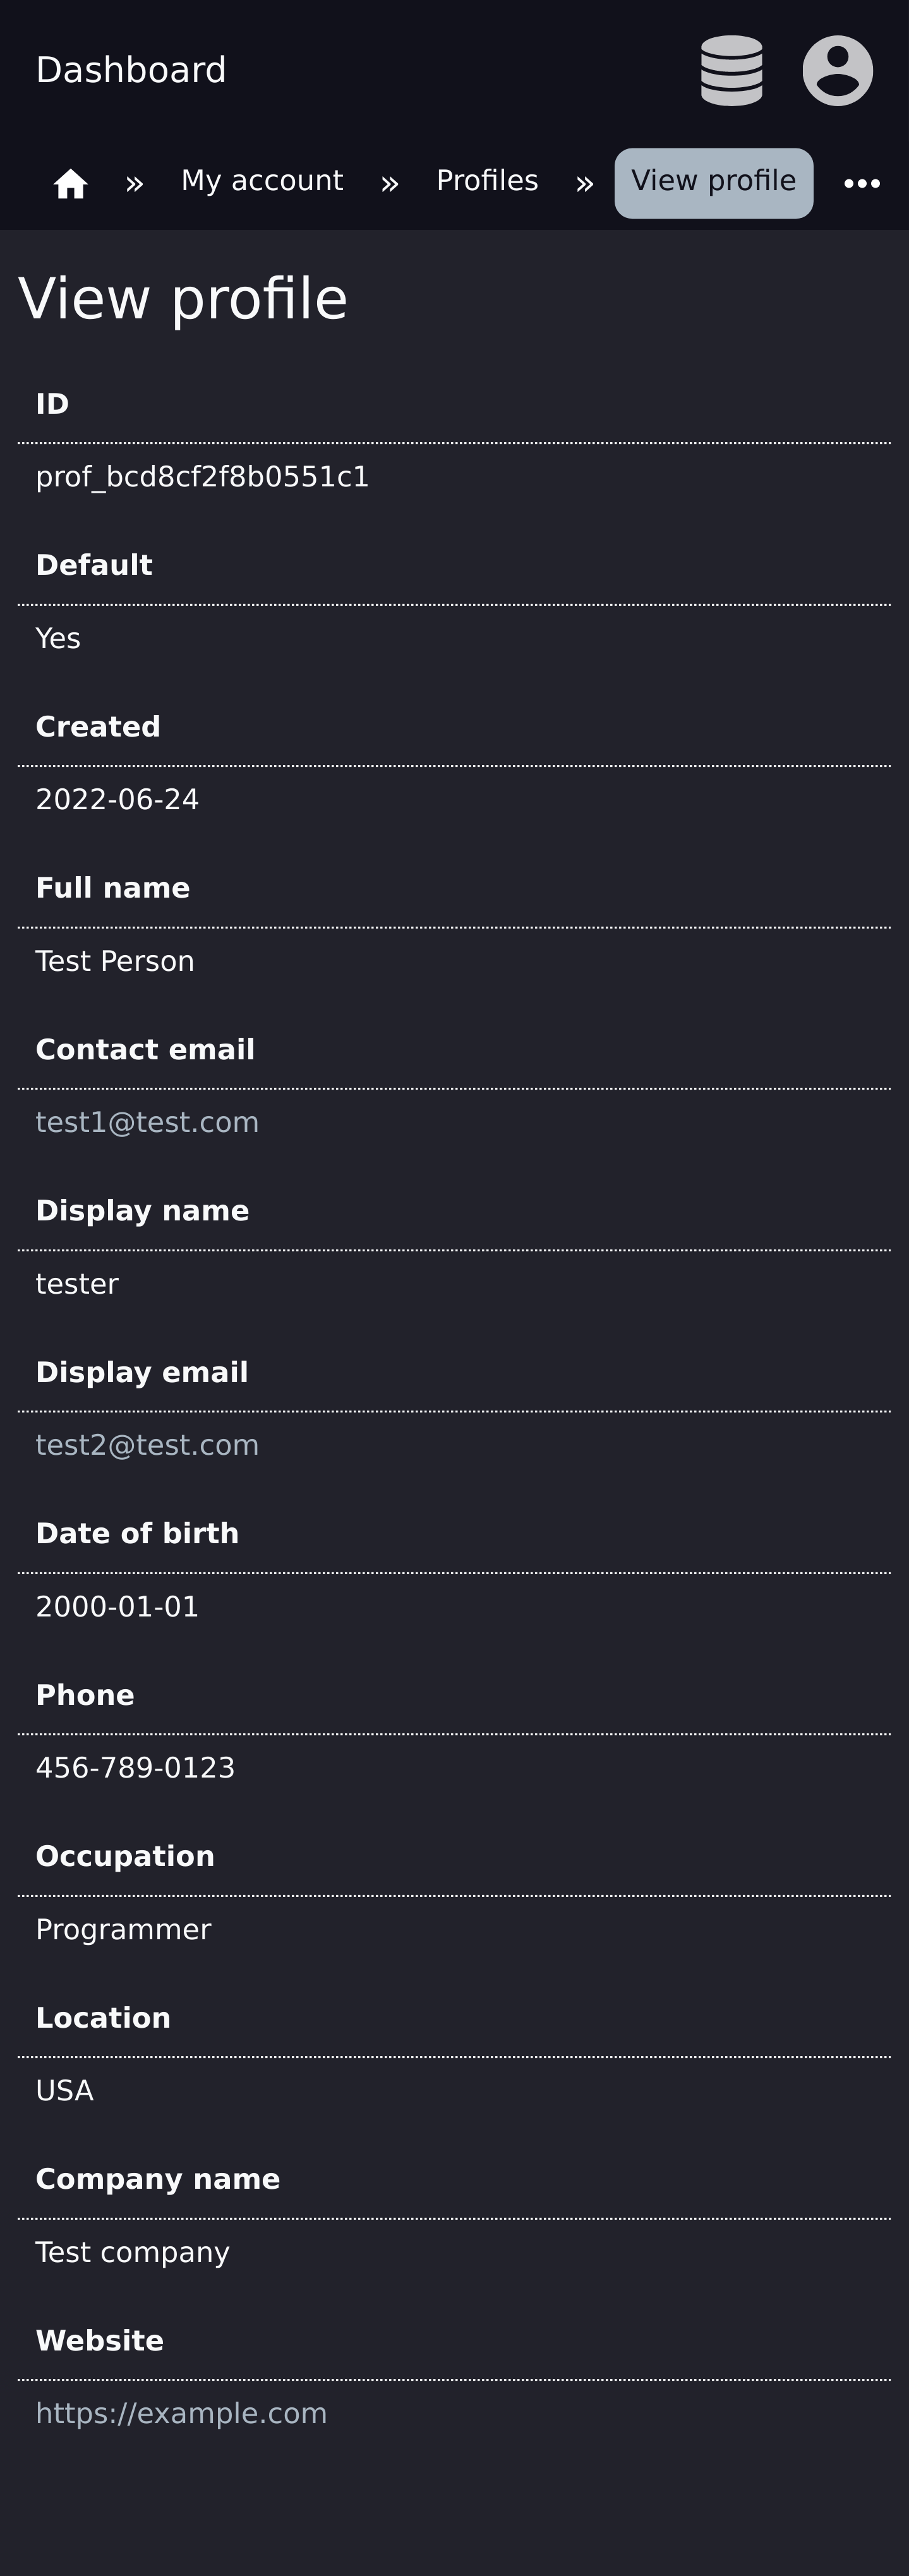 Dashboard
» My account » Profiles » View profile
View profile
ID
prof_bcd8cf2f8b0551c1
Default
Yes
Created
2022-06-24
Full name
Test Person
Contact email
test1@test.com
Display name
tester
Display email
test2@test.com
Date of birth
2000-01-01
Phone
456-789-0123
Occupation
Programmer
Location
USA
Company name
Test company
Website
https://example.com